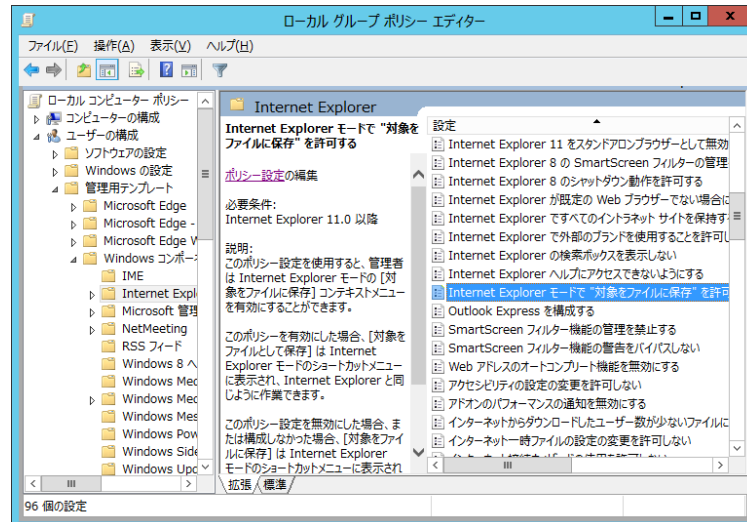 ローカル グループ ポリシー エディター
ファイル(F) 操作(A) 表示(V) ヘルプ(H)
ローカル コンピューター ポリシー
コンピューターの構成
ユーザーの構成
ソフトウェアの設定
Windows の設定
管理用テンプレート
Microsoft Edge
Microsoft Edge -
Microsoft Edge W
Windows コンポー
IME
Internet Expl
Microsoft 管理
NetMeeting
RSS フィード
Windows 8 へ
Windows Med
Windows Med
Windows Mes
Windows Pow
Windows Side
Windows Upd
Internet Explorer
Internet Explorer モードで "対象を
ファイルに保存" を許可する
ポリシー設定の編集
必要条件:
Internet Explorer 11.0 以降
説明:
このポリシー設定を使用すると、管理者
は Internet Explorer モードの [対
象をファイルに保存] コンテキストメニュー
を有効にすることができます。
このポリシーを有効にした場合、[対象を
ファイルとして保存] は Internet
Explorer モードのショートカットメニュー
に表示され、Internet Explorer と同
じように作業できます。
このポリシー設定を無効にした場合、ま
たは構成しなかった場合、[対象をファイ
ルに保存] は Internet Explorer
モードのショートカットメニューに表示され
設定
Internet Explorer 11 をスタンドアロンブラウザーとして無効
Internet Explorer 8 の SmartScreen フィルターの管理
Internet Explorer 8 のシャットダウン動作を許可する
Internet Explorer が既定の Web ブラウザーでない場合に
Internet Explorer ですべてのイントラネット サイトを保持す
Internet Explorer で外部のブランドを使用することを許可し
Internet Explorer の検索ボックスを表示しない
Internet Explorer ヘルプにアクセスできないようにする
Internet Explorer モードで "対象をファイルに保存" を許可
Outlook Express を構成する
SmartScreen フィルター機能の管理を禁止する
SmartScreen フィルター機能の警告をバイパスしない
Web アドレスのオートコンプリート機能を無効にする
アクセシビリティの設定の変更を許可しない
アドオンのパフォーマンスの通知を無効にする
インターネットからダウンロードしたユーザー数が少ないファイルに
インターネット一時ファイルの設定の変更を許可しない
拡張 標準
96 個の設定